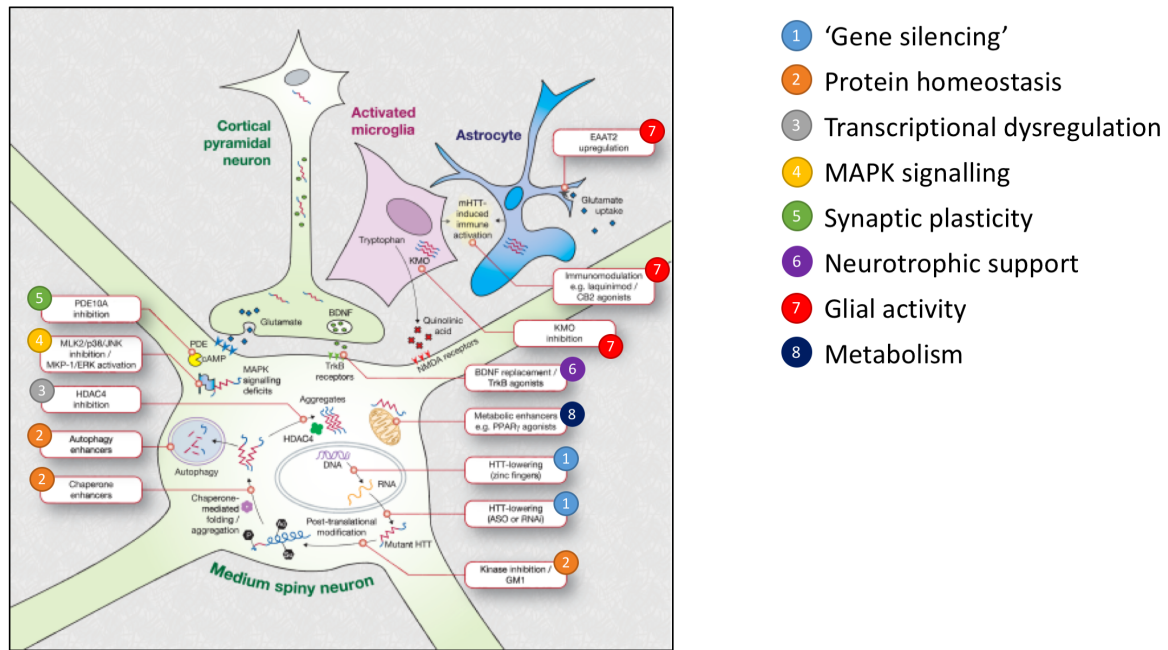 Cortical
pyramidal
neuron
Activated
microglia
Astrocyte
EAAT2
upregulation
7
Glutamate
uptake
mHTT-
induced
immune
activation
Tryptophan
KMO
Immunomodulation
e.g. laquinimod /
CB2 agonists
7
KMO
inhibition
7
Quinolinic
acid
NMDA receptors
Glutamate
BDNF
TrkB
receptors
5
PDE10A
inhibition
PDE
cAMP
4
MLK2/p38/JNK
inhibition /
MKP-1/ERK activation
MAPK
signalling
deficits
3
HDAC4
inhibition
BDNF replacement /
TrkB agonists
6
Aggregates
HDAC4
Metabolic enhancers
e.g. PPARγ agonists
8
2
Autophagy
enhancers
Autophagy
2
Chaperone
enhancers
DNA
RNA
HTT-lowering
(zinc fingers)
1
HTT-lowering
(ASO or RNAi)
1
Chaperone-
mediated
folding /
aggregation
Post-translational
modification
P
Ac
Su
Mutant HTT
Kinase inhibition /
GM1
2
Medium spiny neuron
1 ‘Gene silencing’
2 Protein homeostasis
3 Transcriptional dysregulation
4 MAPK signalling
5 Synaptic plasticity
6 Neurotrophic support
7 Glial activity
8 Metabolism